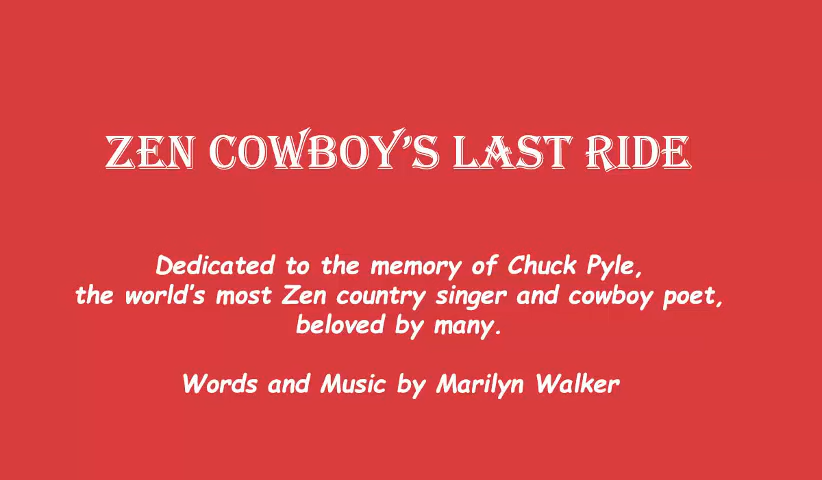 ZEN COWBOY'S LAST RIDE
Dedicated to the memory of Chuck Pyle,
the world's most Zen country singer and cowboy poet,
beloved by many.
Words and Music by Marilyn Walker